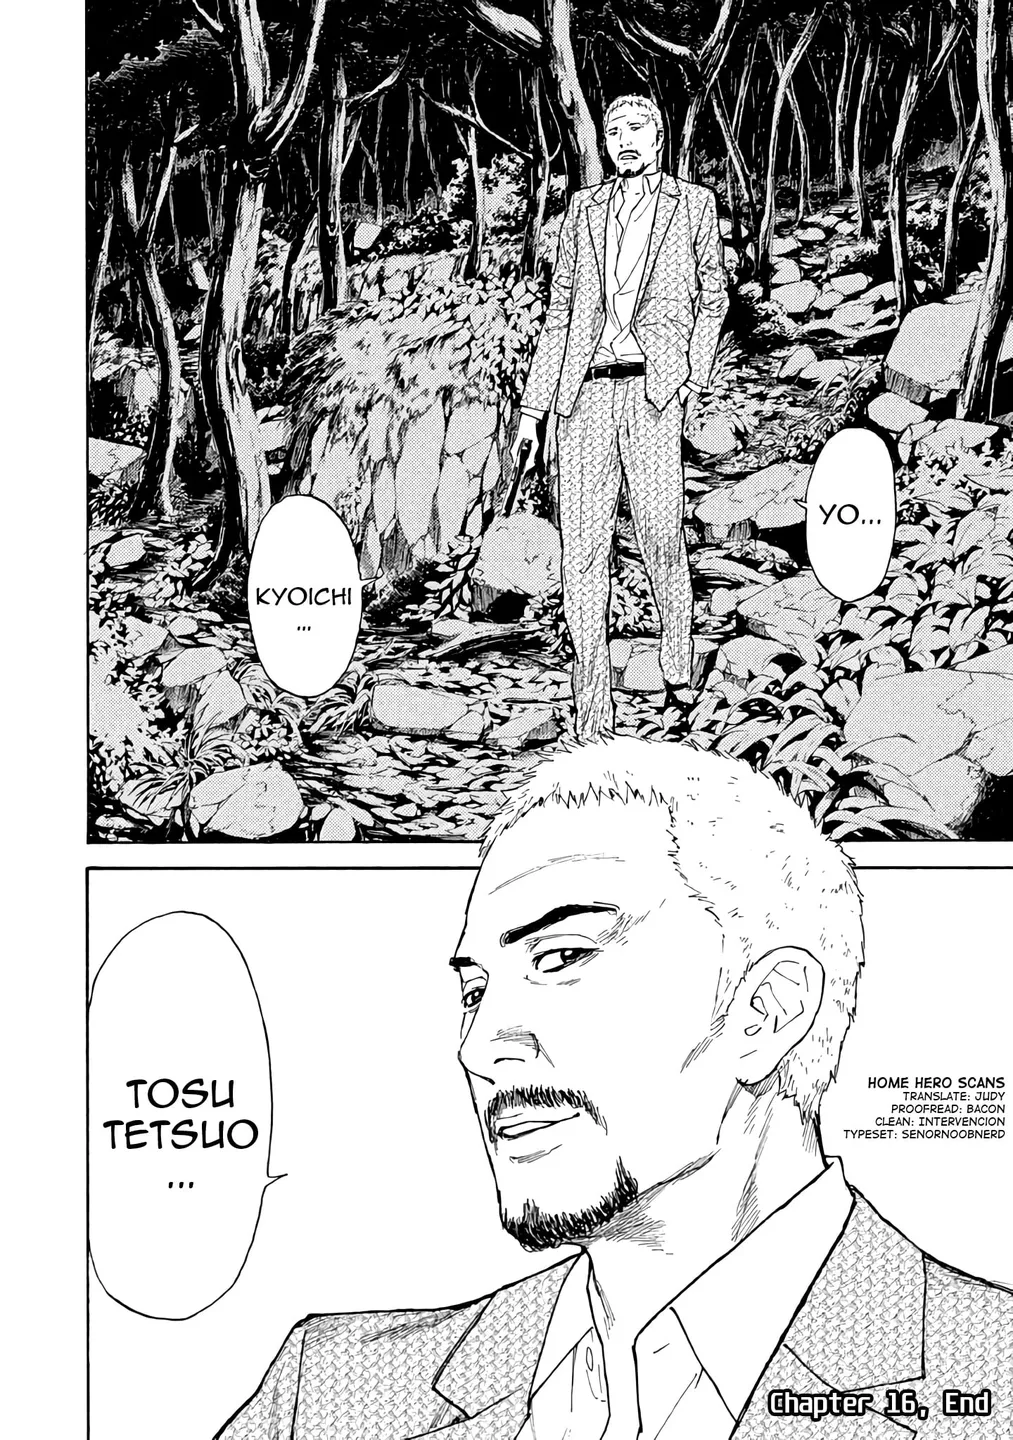 YO...
KYOICHI
...
TOSU
TETSUO
...
HOME HERO SCANS
TRANSLATE: JUDY
PROOFREAD: BACON
CLEAN: INTERVENCION
TYPESET: SENORNOOBNERD
Chapter 16, End